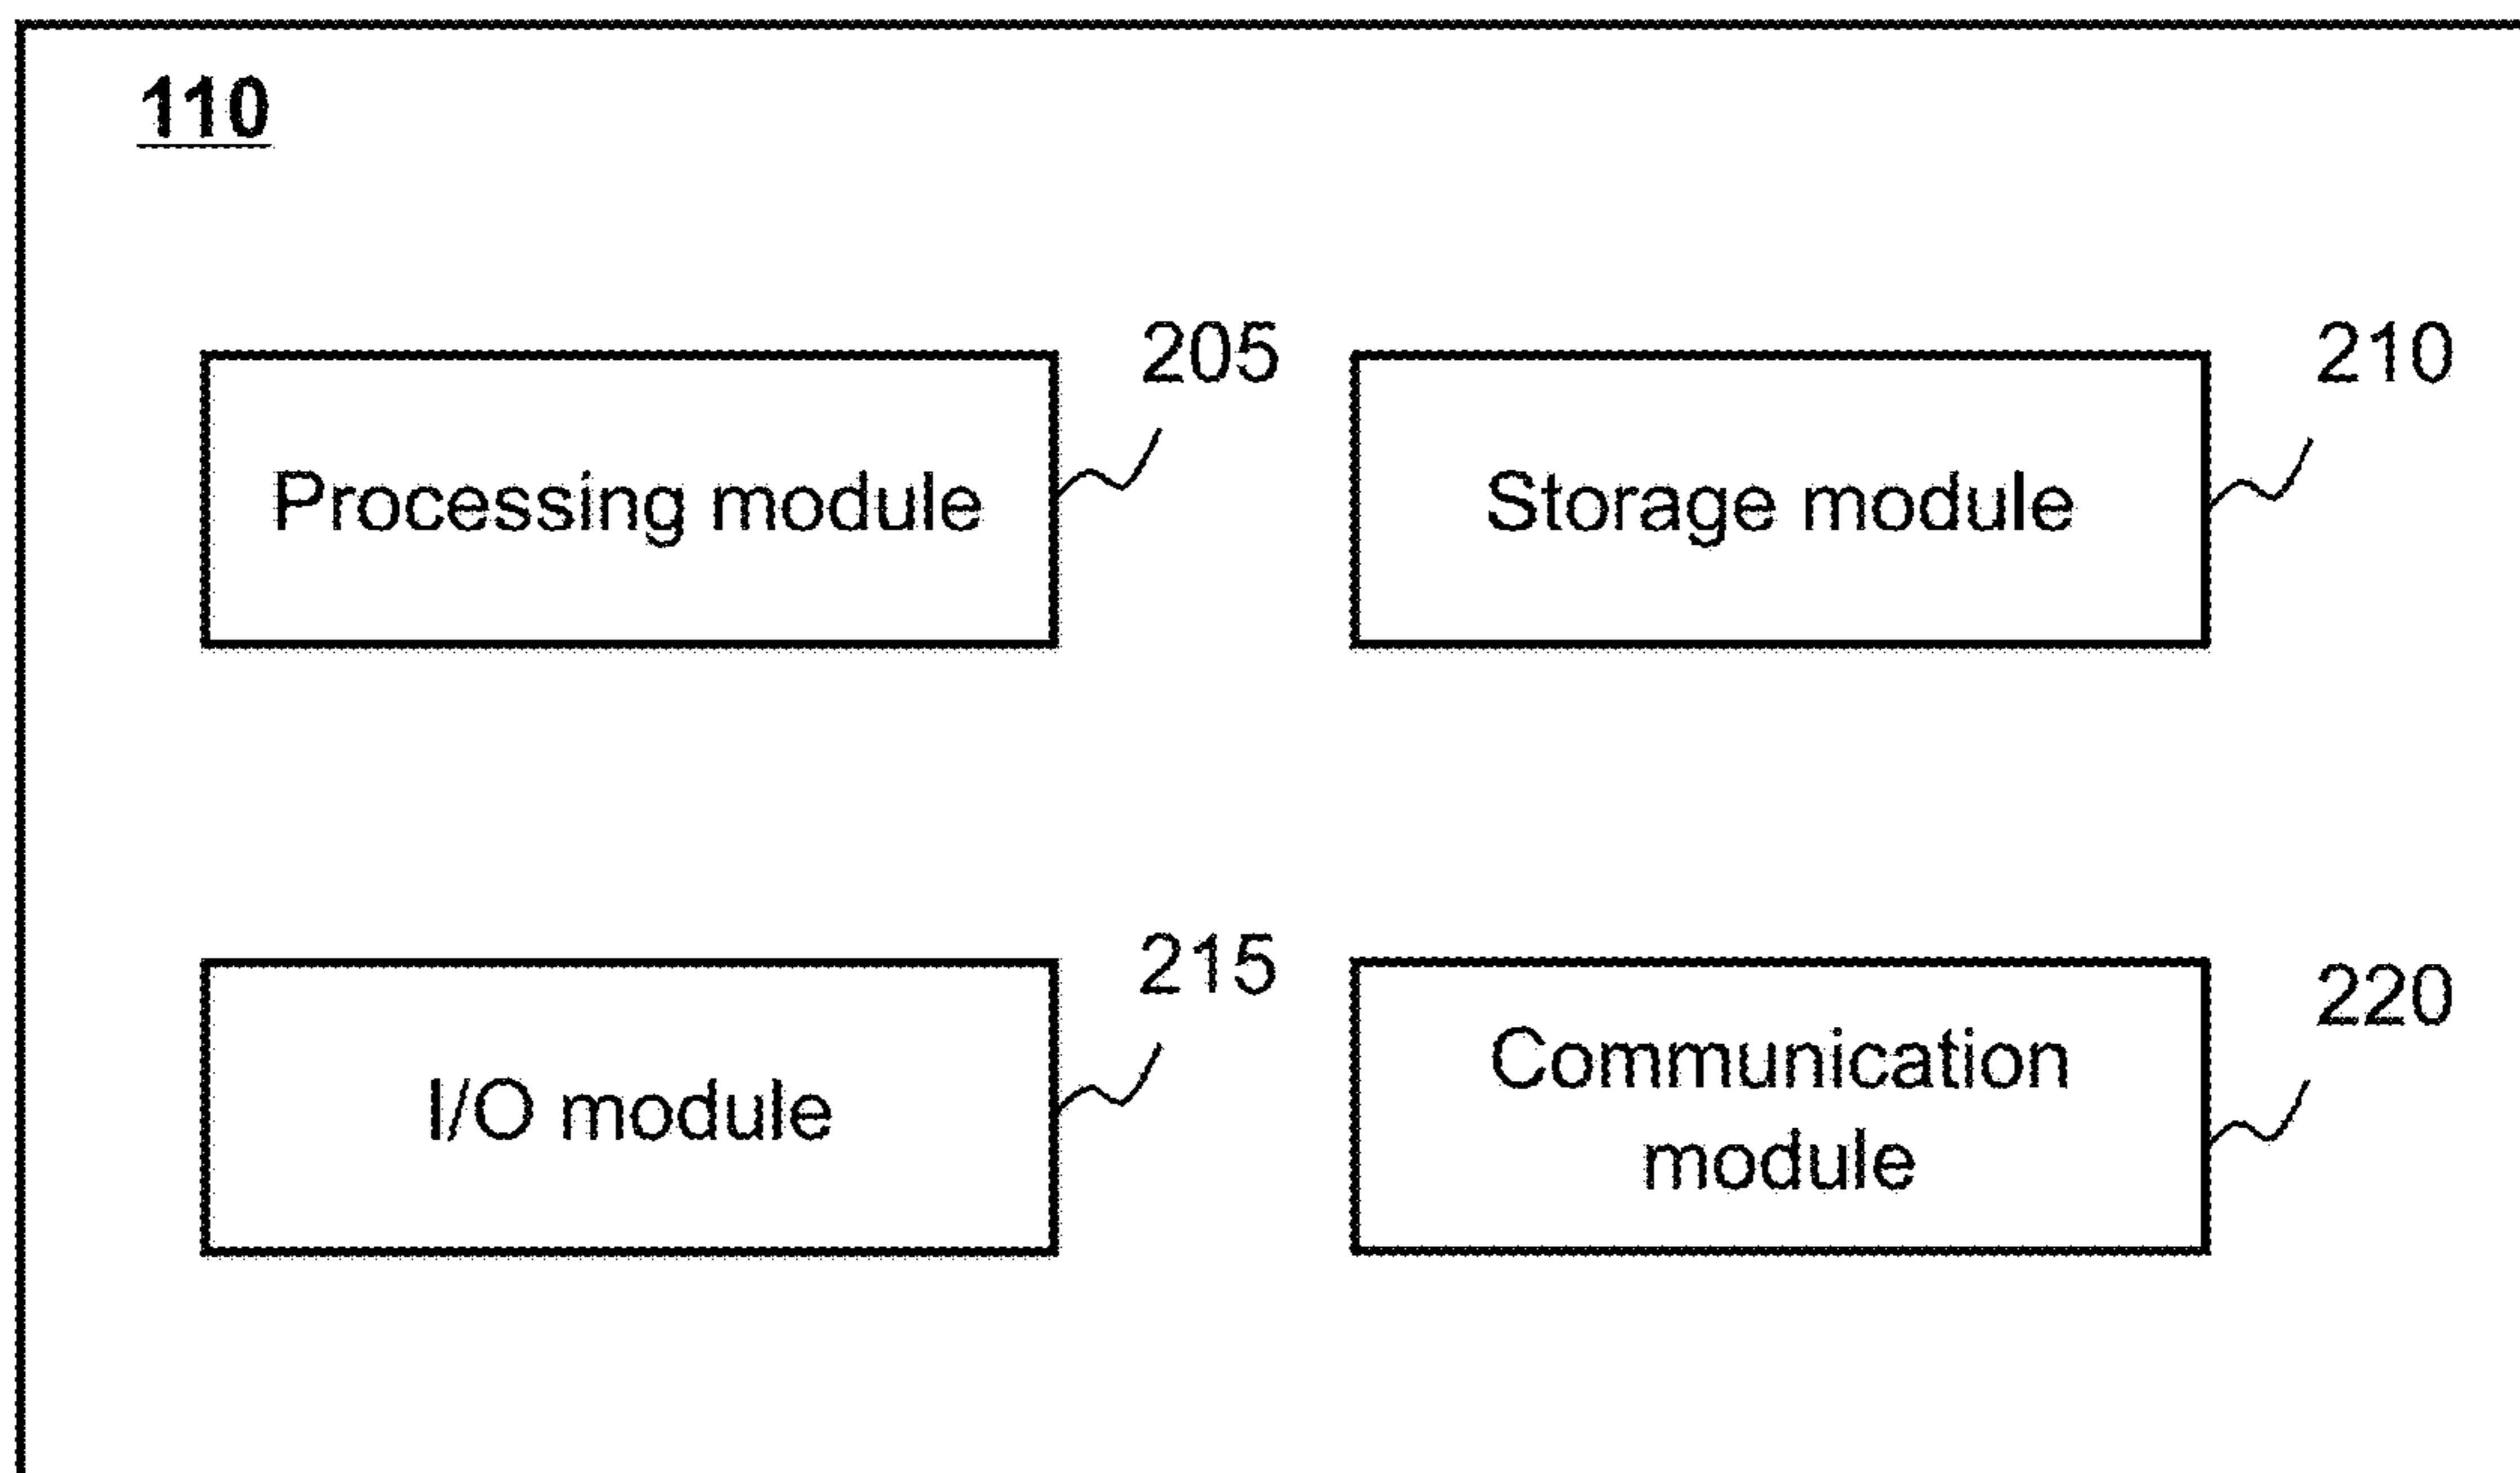 110
205
210
Processing module
Storage module
215
220
I/O module
Communication
module